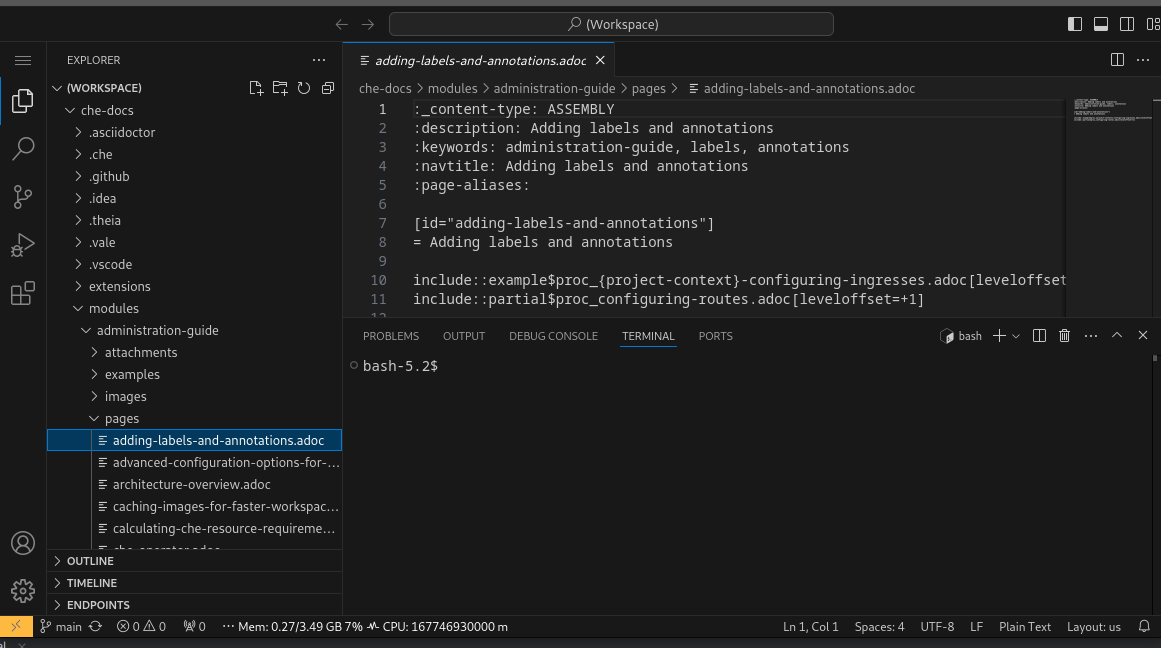 (Workspace)
EXPLORER
(WORKSPACE)
che-docs
.asciidoctor
.che
.github
.idea
.theia
.vale
.vscode
extensions
modules
administration-guide
attachments
examples
images
pages
adding-labels-and-annotations.adoc
advanced-configuration-options-for-...
architecture-overview.adoc
caching-images-for-faster-workspac...
calculating-che-resource-requireme...
che-operator.adoc
OUTLINE
TIMELINE
ENDPOINTS
adding-labels-and-annotations.adoc
che-docs > modules > administration-guide > pages > adding-labels-and-annotations.adoc
1 :_content-type: ASSEMBLY
2 :description: Adding labels and annotations
3 :keywords: administration-guide, labels, annotations
4 :navtitle: Adding labels and annotations
5 :page-aliases:
6
7 [id="adding-labels-and-annotations"]
8 = Adding labels and annotations
9
10 include::example$proc_{project-context}-configuring-ingresses.adoc[leveloffset
11 include::partial$proc_configuring-routes.adoc[leveloffset=+1]
12
PROBLEMS OUTPUT DEBUG CONSOLE TERMINAL PORTS bash
bash-5.2$
main 0 0 0 ... Mem: 0.27/3.49 GB 7% CPU: 167746930000 m Ln 1, Col 1 Spaces: 4 UTF-8 LF Plain Text Layout: us